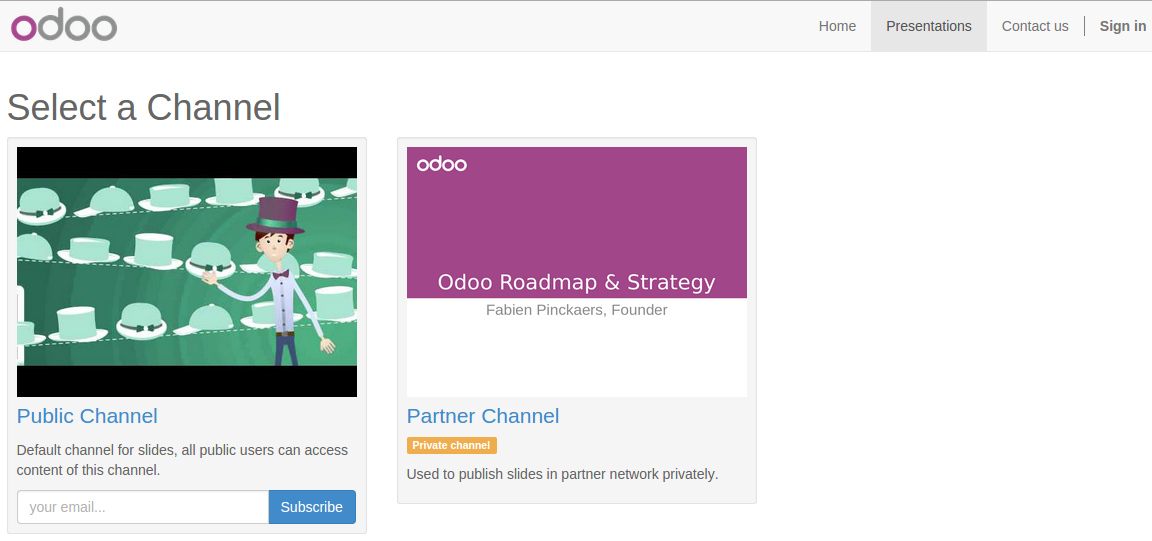 odoo
Home
Presentations
Contact us
Sign in
Select a Channel
Public Channel
Default channel for slides, all public users can access
content of this channel.
your email...
Subscribe
odoo
Odoo Roadmap & Strategy
Fabien Pinckaers, Founder
Partner Channel
Private channel
Used to publish slides in partner network privately.